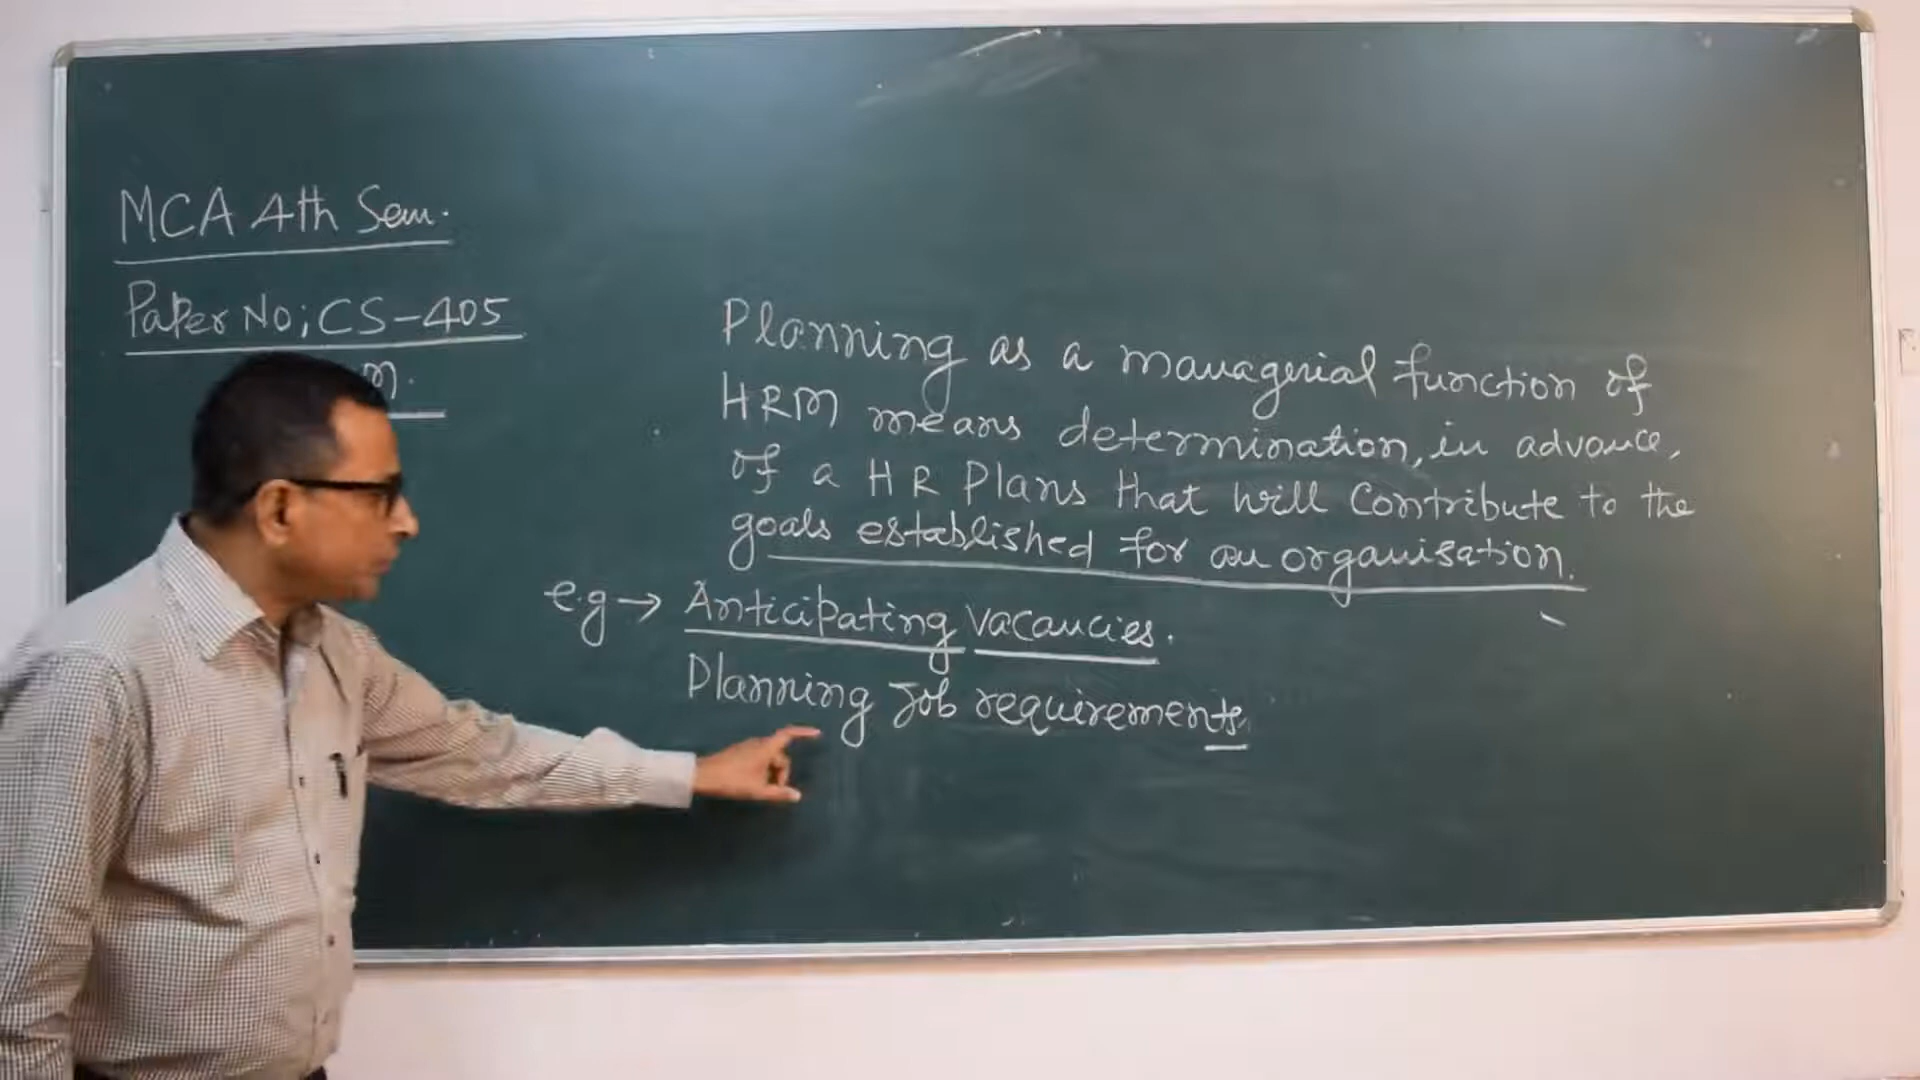 MCA 4th Sem.
Paper No; CS-405
Planning as a managerial function of
HRM means determination, in advance,
of a HR Plans that will contribute to the
goals established for an organisation.
e.g → Anticipating vacancies.
Planning Job requirements.